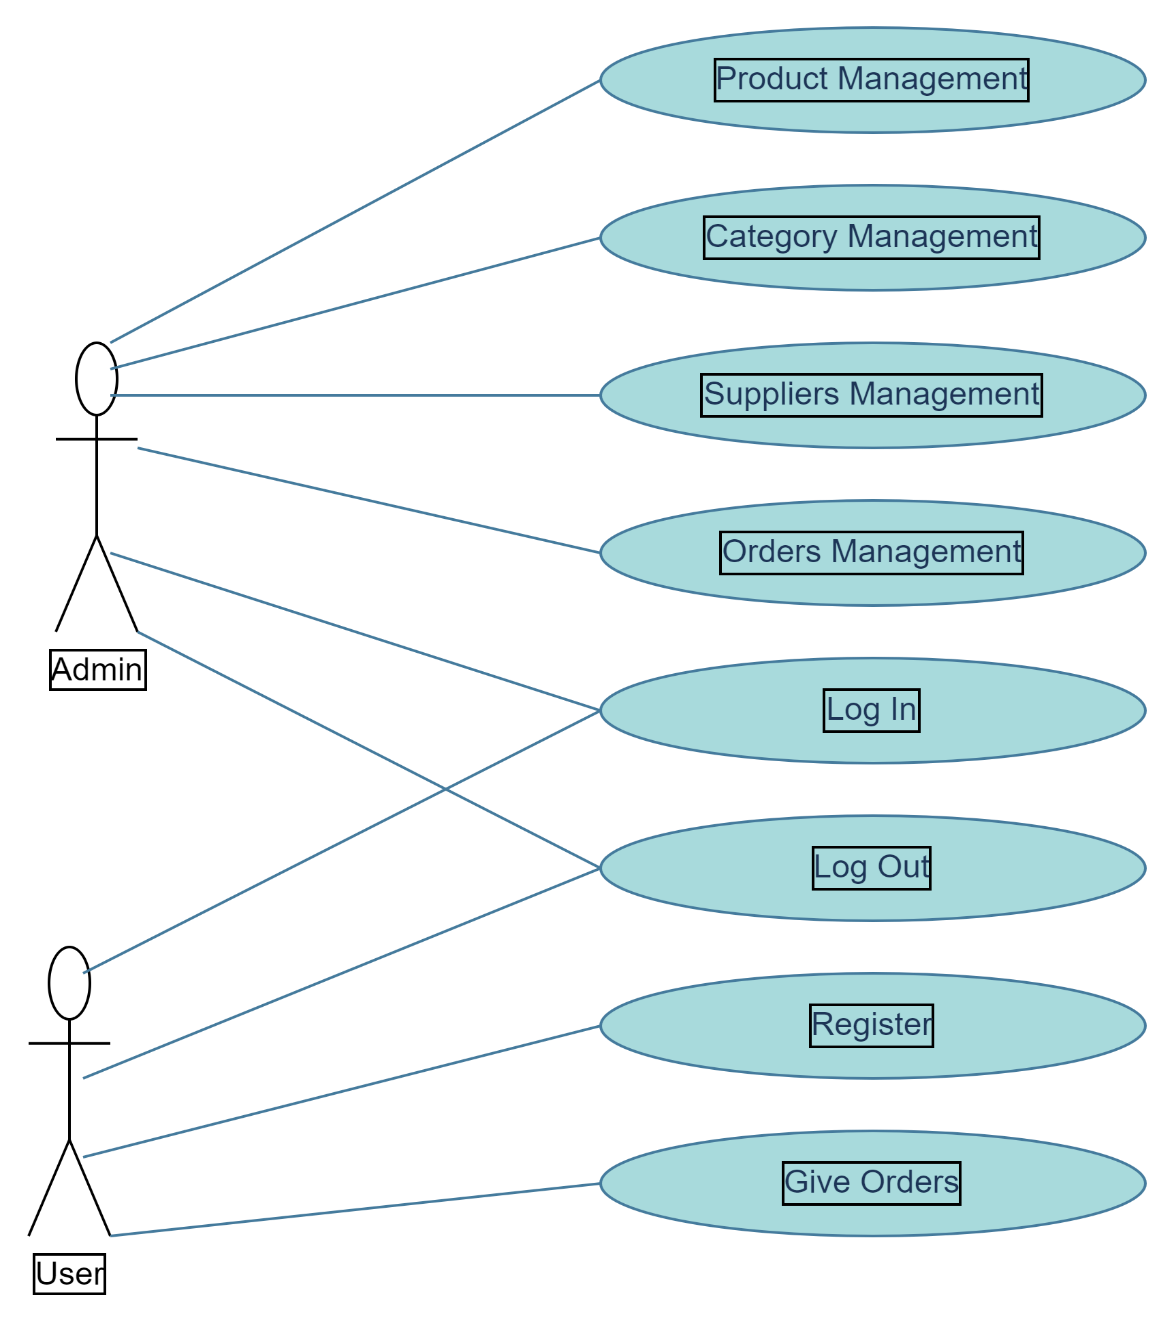 Product Management
Category Management
Suppliers Management
Orders Management
Admin
Log In
Log Out
Register
Give Orders
User